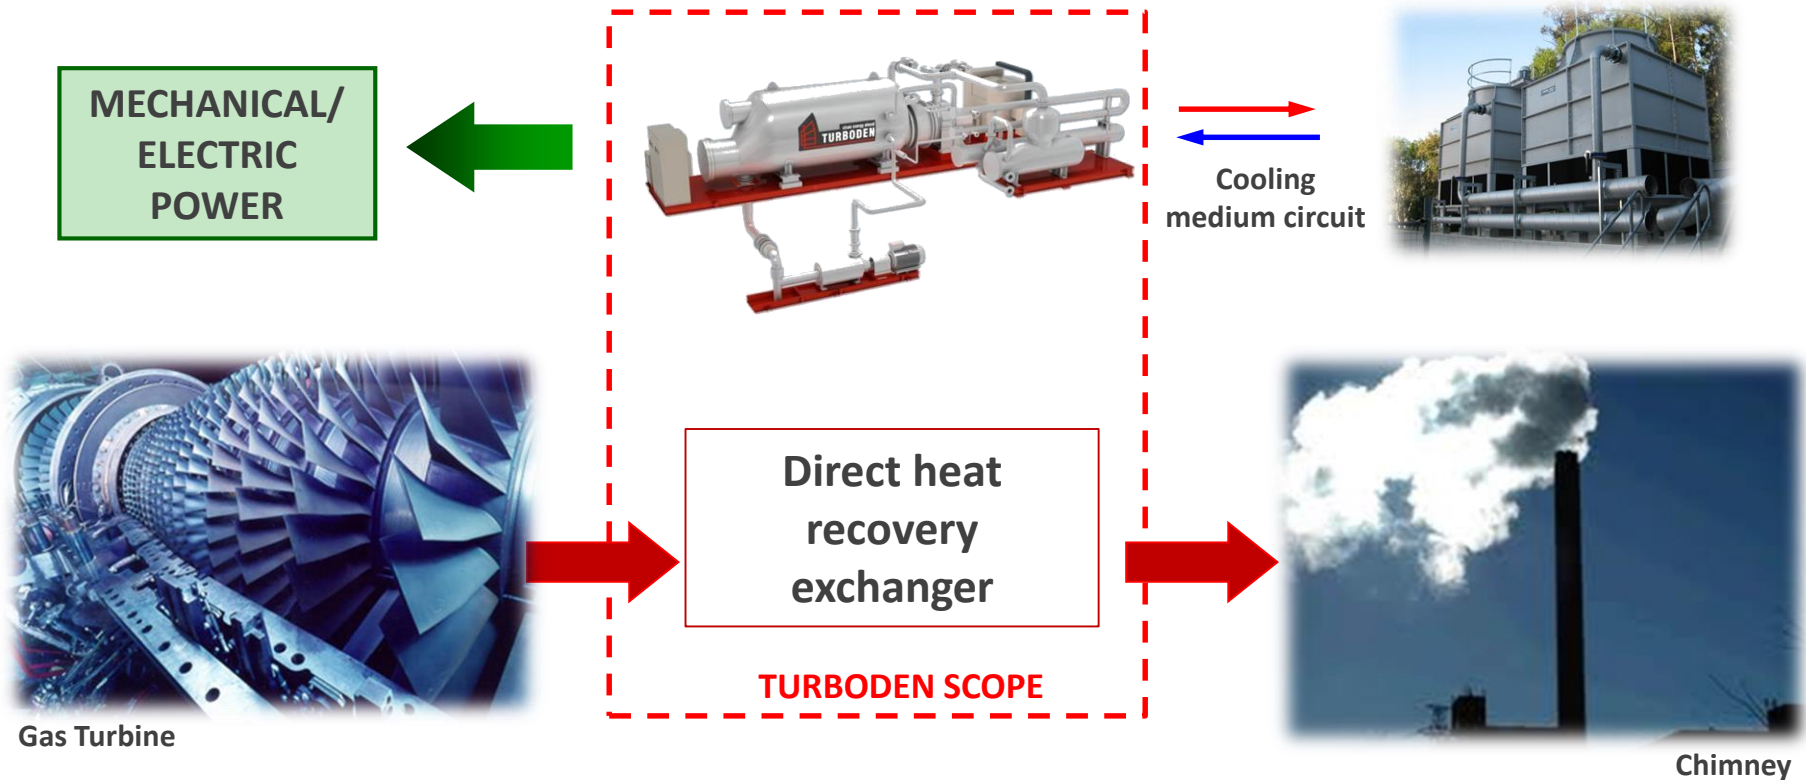 MECHANICAL/
ELECTRIC
POWER
TURBODEN
Cooling
medium circuit
Direct heat
recovery
exchanger
TURBODEN SCOPE
Gas Turbine
Chimney